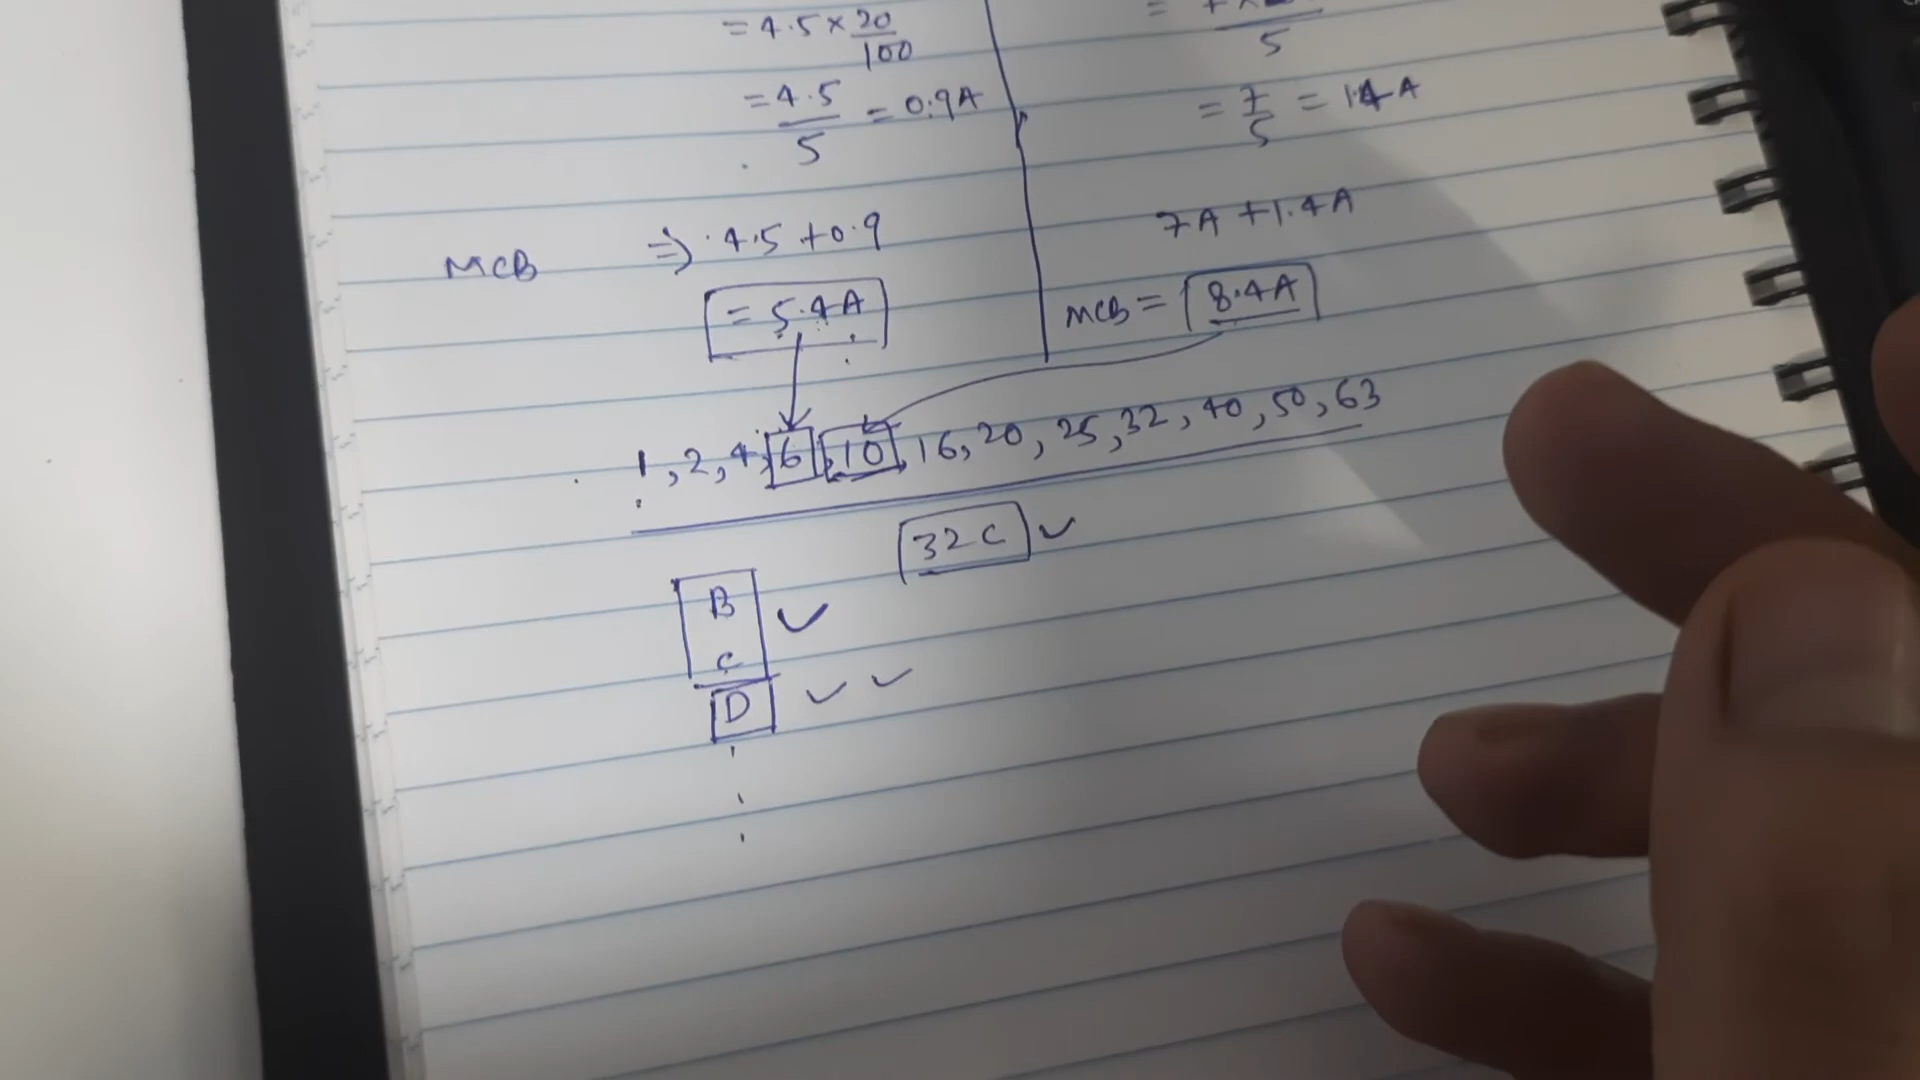 = 4.5 × 20/100
= 4.5/5 = 0.9A
MCB ⇒ 4.5 + 0.9
= 5.4A
5
= 7/5 = 1.4A
7A + 1.4A
MCB = 8.4A
1, 2, 4, 6, 10, 16, 20, 25, 32, 40, 50, 63
32C ✓
B ✓
C
D ✓ ✓